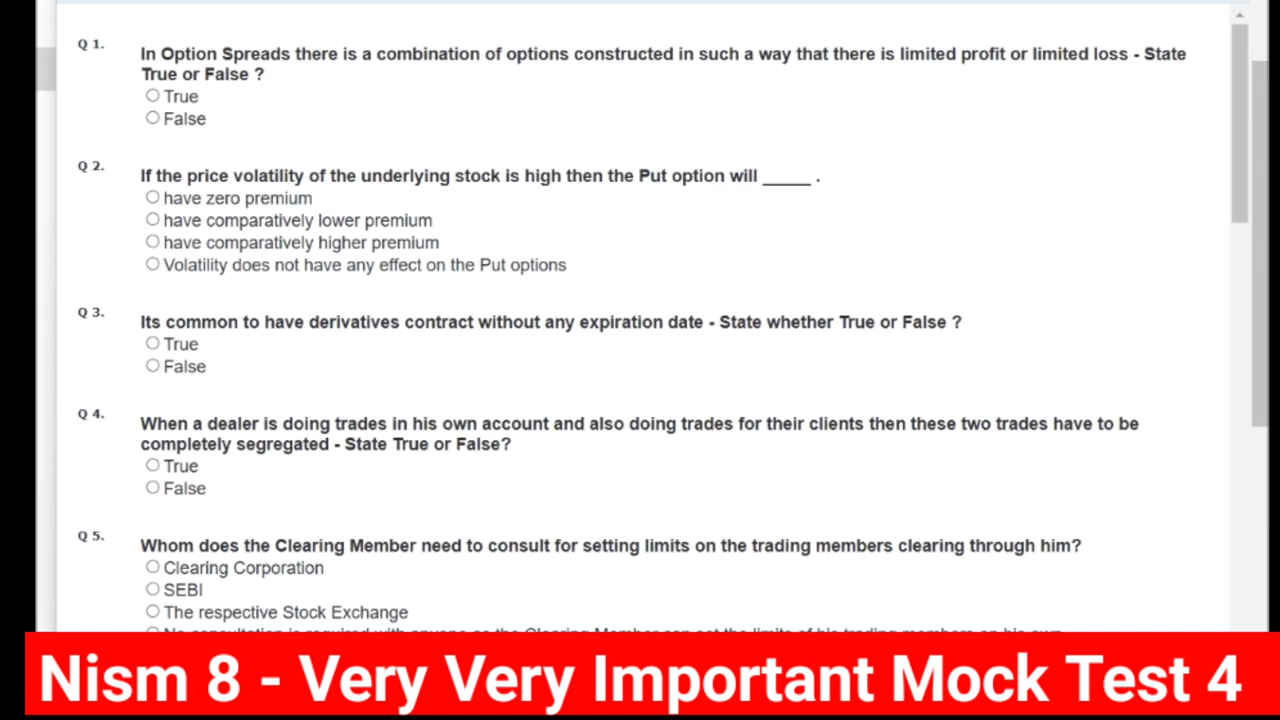 Q 1.
In Option Spreads there is a combination of options constructed in such a way that there is limited profit or limited loss - State
True or False ?
True
False
Q 2.
If the price volatility of the underlying stock is high then the Put option will _____ .
have zero premium
have comparatively lower premium
have comparatively higher premium
Volatility does not have any effect on the Put options
Q 3.
Its common to have derivatives contract without any expiration date - State whether True or False ?
True
False
Q 4.
When a dealer is doing trades in his own account and also doing trades for their clients then these two trades have to be
completely segregated - State True or False?
True
False
Q 5.
Whom does the Clearing Member need to consult for setting limits on the trading members clearing through him?
Clearing Corporation
SEBI
The respective Stock Exchange
Nism 8 - Very Very Important Mock Test 4